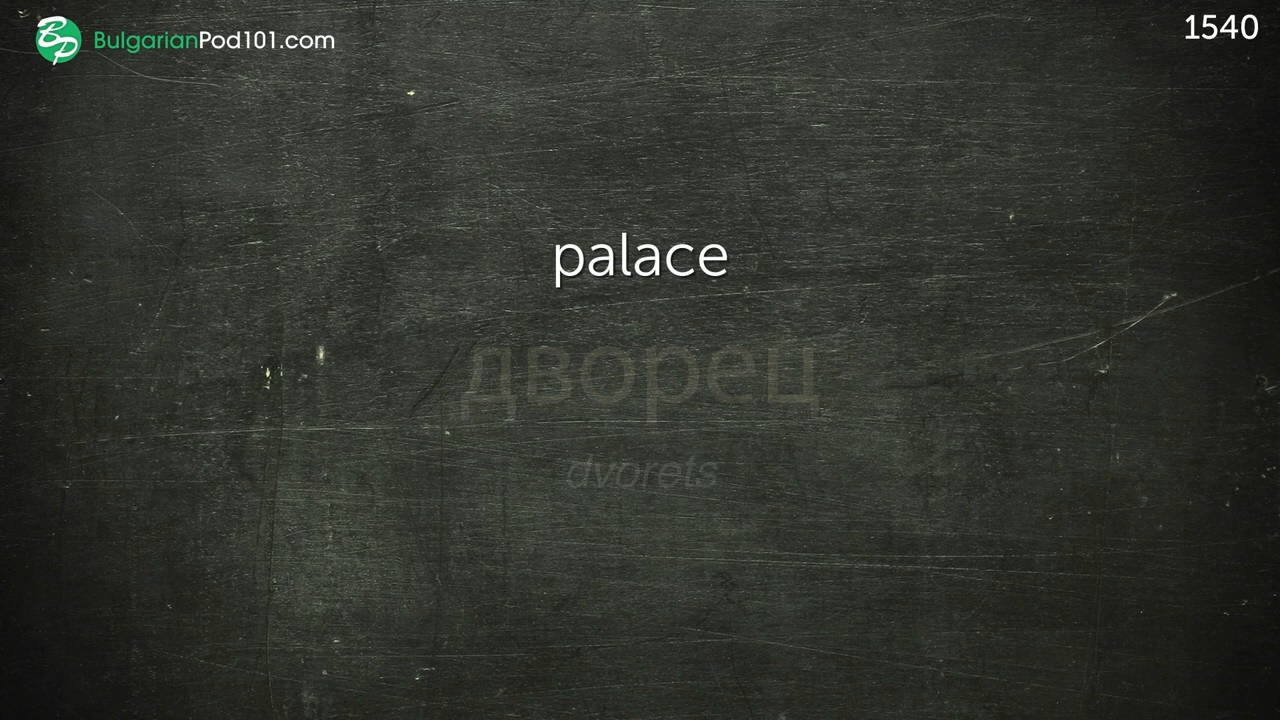 BulgarianPod101.com
1540
palace
дворец
dvorets